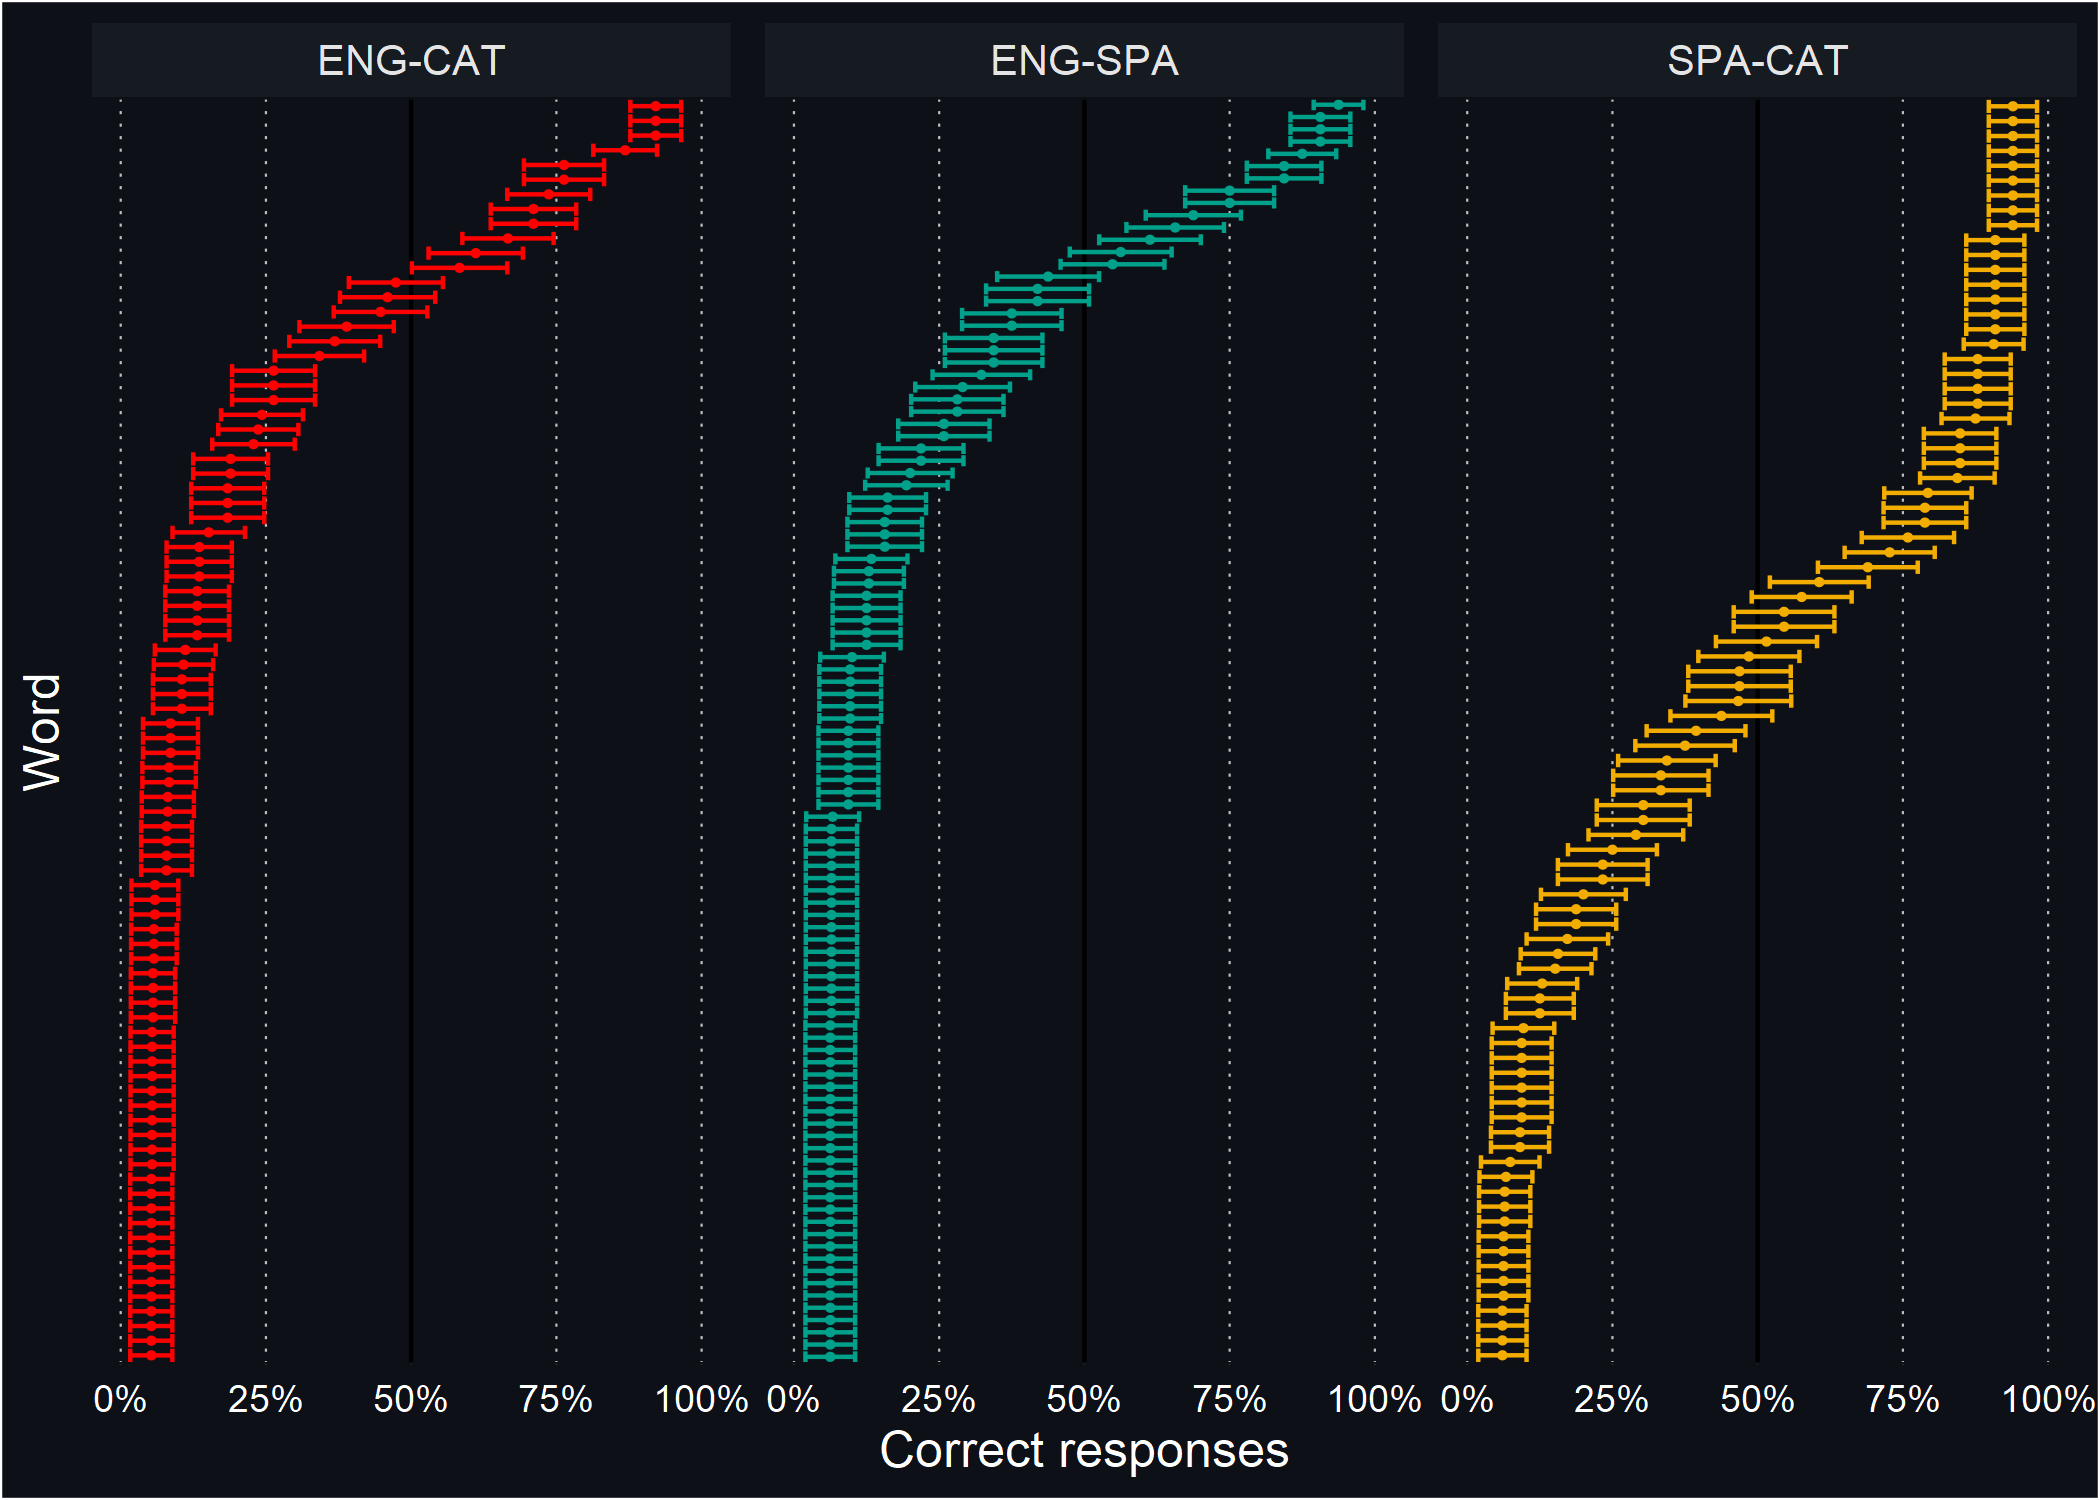 ENG-CAT ENG-SPA SPA-CAT
Word
0% 25% 50% 75% 100% 0% 25% 50% 75% 100% 0% 25% 50% 75% 100%
Correct responses